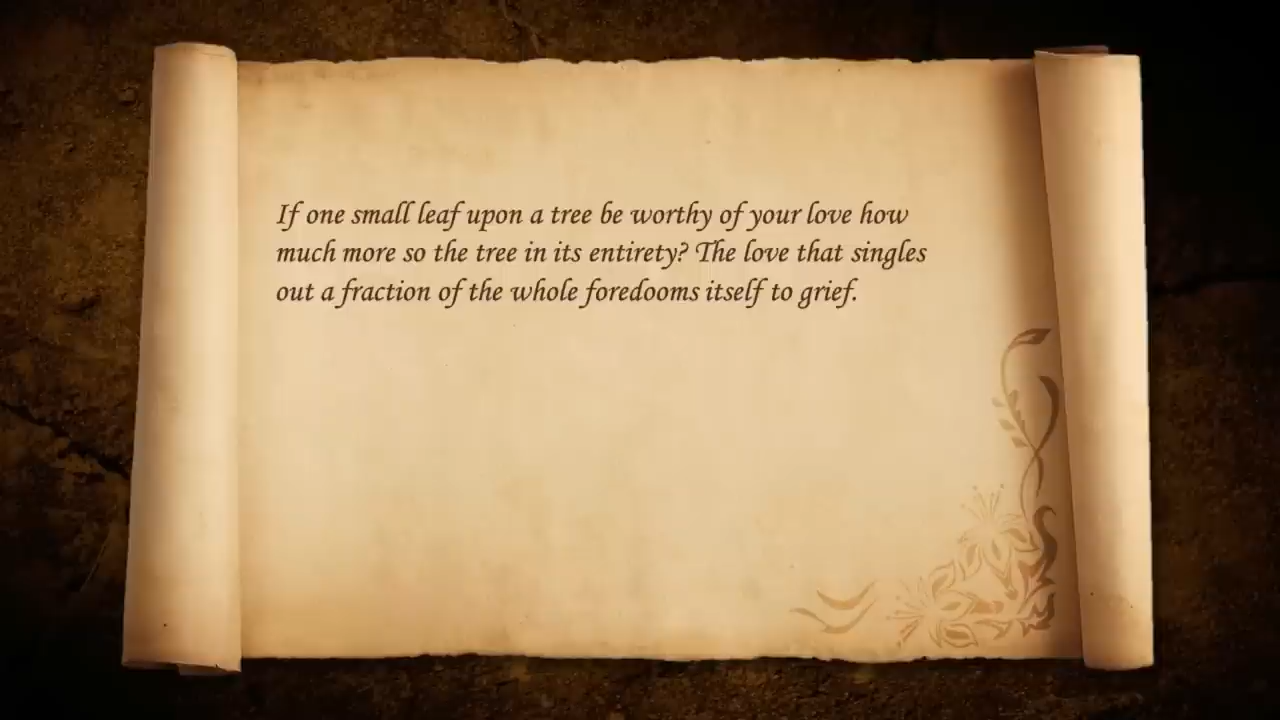 If one small leaf upon a tree be worthy of your love how
much more so the tree in its entirety? The love that singles
out a fraction of the whole foredooms itself to grief.